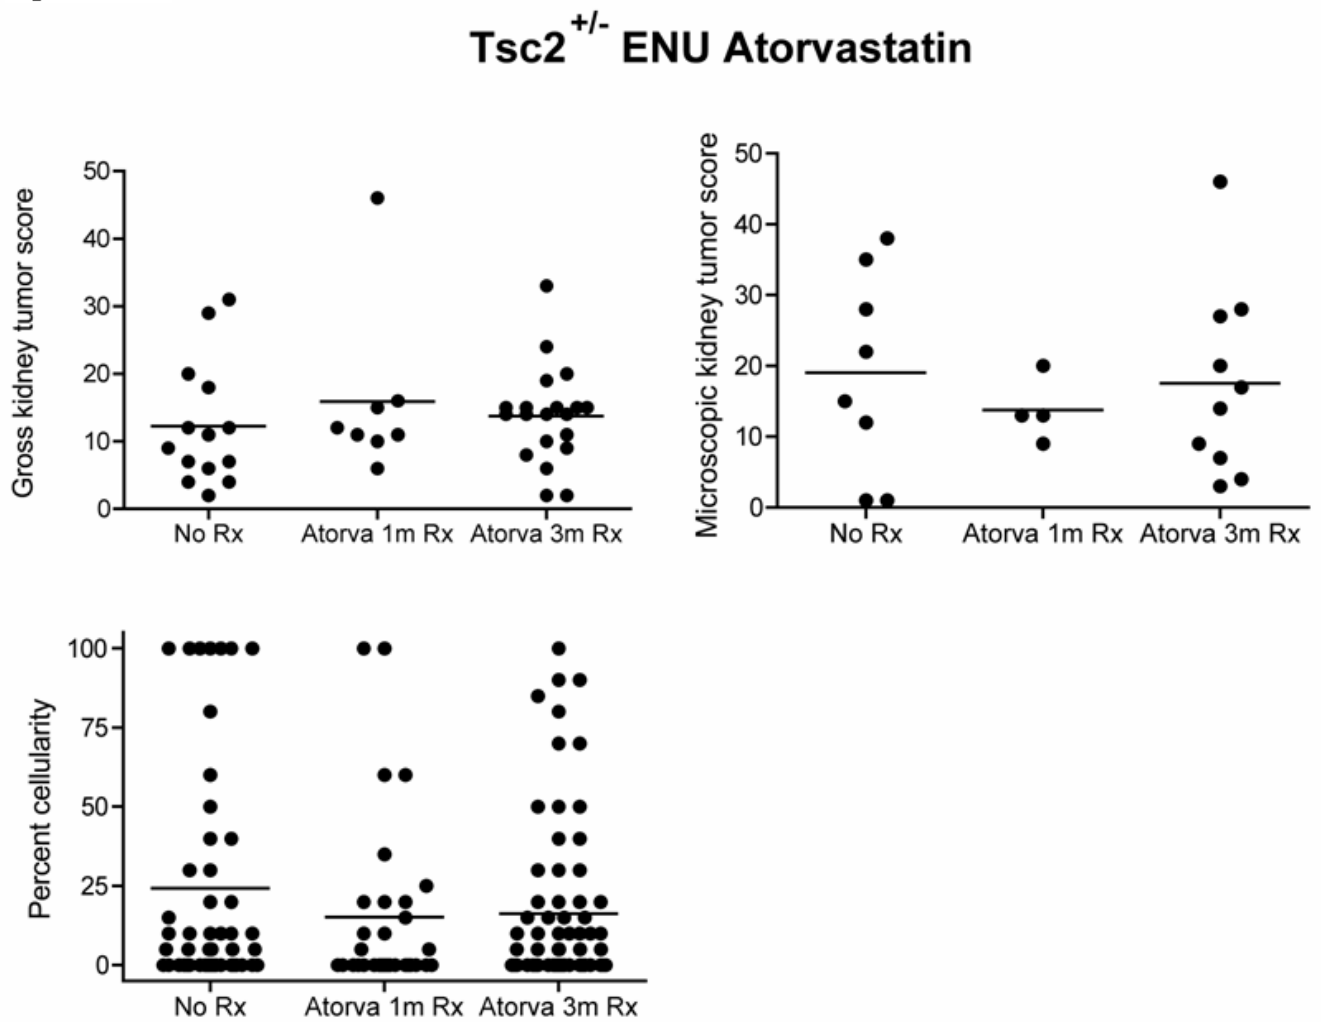 Tsc2+/- ENU Atorvastatin
Gross kidney tumor score
50
40
30
20
10
0
No Rx Atorva 1m Rx Atorva 3m Rx
Microscopic kidney tumor score
50
40
30
20
10
0
No Rx Atorva 1m Rx Atorva 3m Rx
Percent cellularity
100
75
50
25
0
No Rx Atorva 1m Rx Atorva 3m Rx